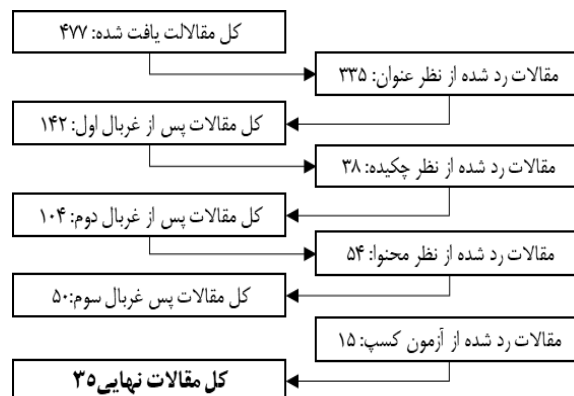 کل مقالالت یافت شده: ۴۷۷
مقالات رد شده از نظر عنوان: ۳۳۵
کل مقالات پس از غربال اول: ۱۴۲
مقالات رد شده از نظر چکیده: ۳۸
کل مقالات پس از غربال دوم: ۱۰۴
مقالات رد شده از نظر محتوا: ۵۴
کل مقالات پس غربال سوم:۵۰
مقالات رد شده از آزمون کسپ: ۱۵
کل مقالات نهایی۳۵